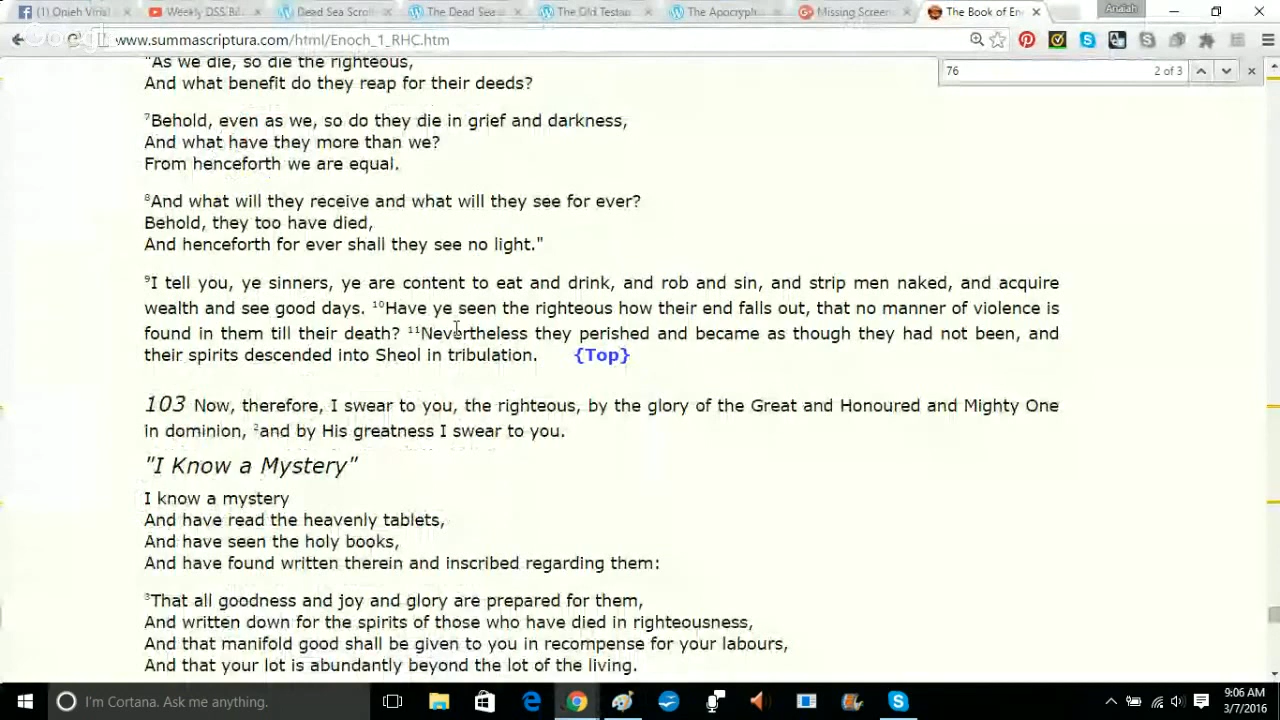 (1) Onieh Viris
Weekly DSS Bi
Dead Sea Scro
The Dead Sea
The Old Testa
The Apocryp
Missing Screen
The Book of En
Anaiah
www.summascriptura.com/html/Enoch_1_RHC.htm
76
2 of 3
"As we die, so die the righteous,
And what benefit do they reap for their deeds?
7Behold, even as we, so do they die in grief and darkness,
And what have they more than we?
From henceforth we are equal.
8And what will they receive and what will they see for ever?
Behold, they too have died,
And henceforth for ever shall they see no light."
9I tell you, ye sinners, ye are content to eat and drink, and rob and sin, and strip men naked, and acquire
wealth and see good days. 10Have ye seen the righteous how their end falls out, that no manner of violence is
found in them till their death? 11Nevertheless they perished and became as though they had not been, and
their spirits descended into Sheol in tribulation. {Top}
103 Now, therefore, I swear to you, the righteous, by the glory of the Great and Honoured and Mighty One
in dominion, 2and by His greatness I swear to you.
"I Know a Mystery"
I know a mystery
And have read the heavenly tablets,
And have seen the holy books,
And have found written therein and inscribed regarding them:
3That all goodness and joy and glory are prepared for them,
And written down for the spirits of those who have died in righteousness,
And that manifold good shall be given to you in recompense for your labours,
And that your lot is abundantly beyond the lot of the living.
I'm Cortana. Ask me anything.
9:06 AM
3/7/2016